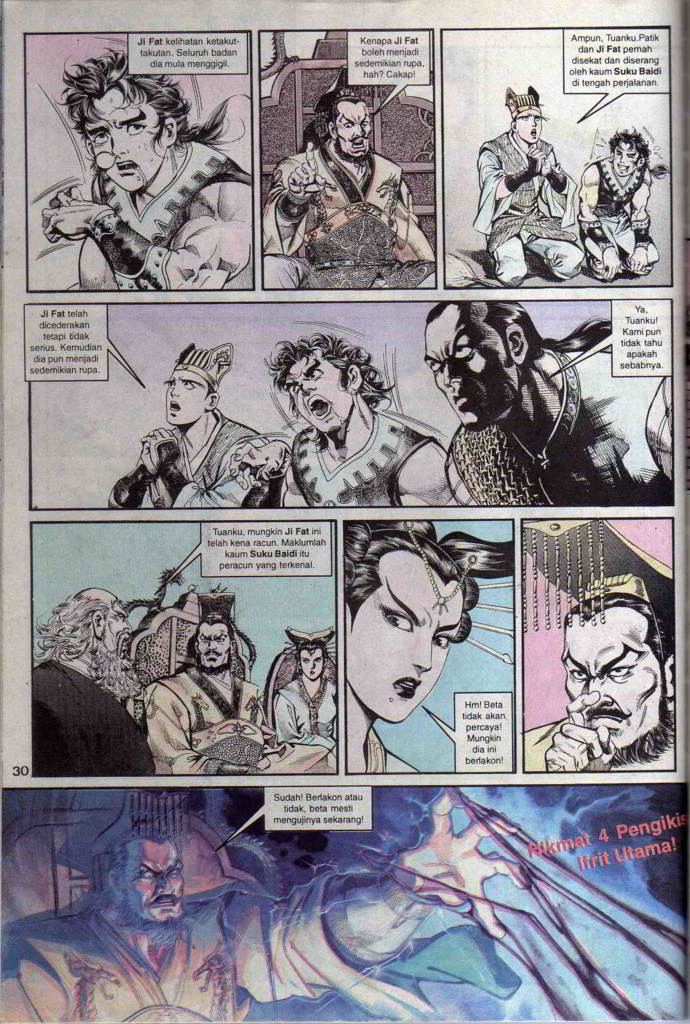 Ji Fat kelihatan ketakut-
takutan. Seluruh badan
dia mula menggigil.
Kenapa Ji Fat
boleh menjadi
sedemikian rupa,
hah? Cakap!
Ampun, Tuanku.Patik
dan Ji Fat pernah
disekat dan diserang
oleh kaum Suku Baidi
di tengah perjalanan.
Ji Fat telah
dicederakan
tetapi tidak
serius. Kemudian
dia pun menjadi
sedemikian rupa.
Ya,
Tuanku!
Kami pun
tidak tahu
apakah
sebabnya.
Tuanku, mungkin Ji Fat ini
telah kena racun. Maklumlah
kaum Suku Baidi itu
peracun yang terkenal.
Hm! Beta
tidak akan
percaya!
Mungkin
dia ini
berlakon!
30
Sudah! Berlakon atau
tidak, beta mesti
mengujinya sekarang!
Hikmat 4 Pengikis
Ifrit Utama!